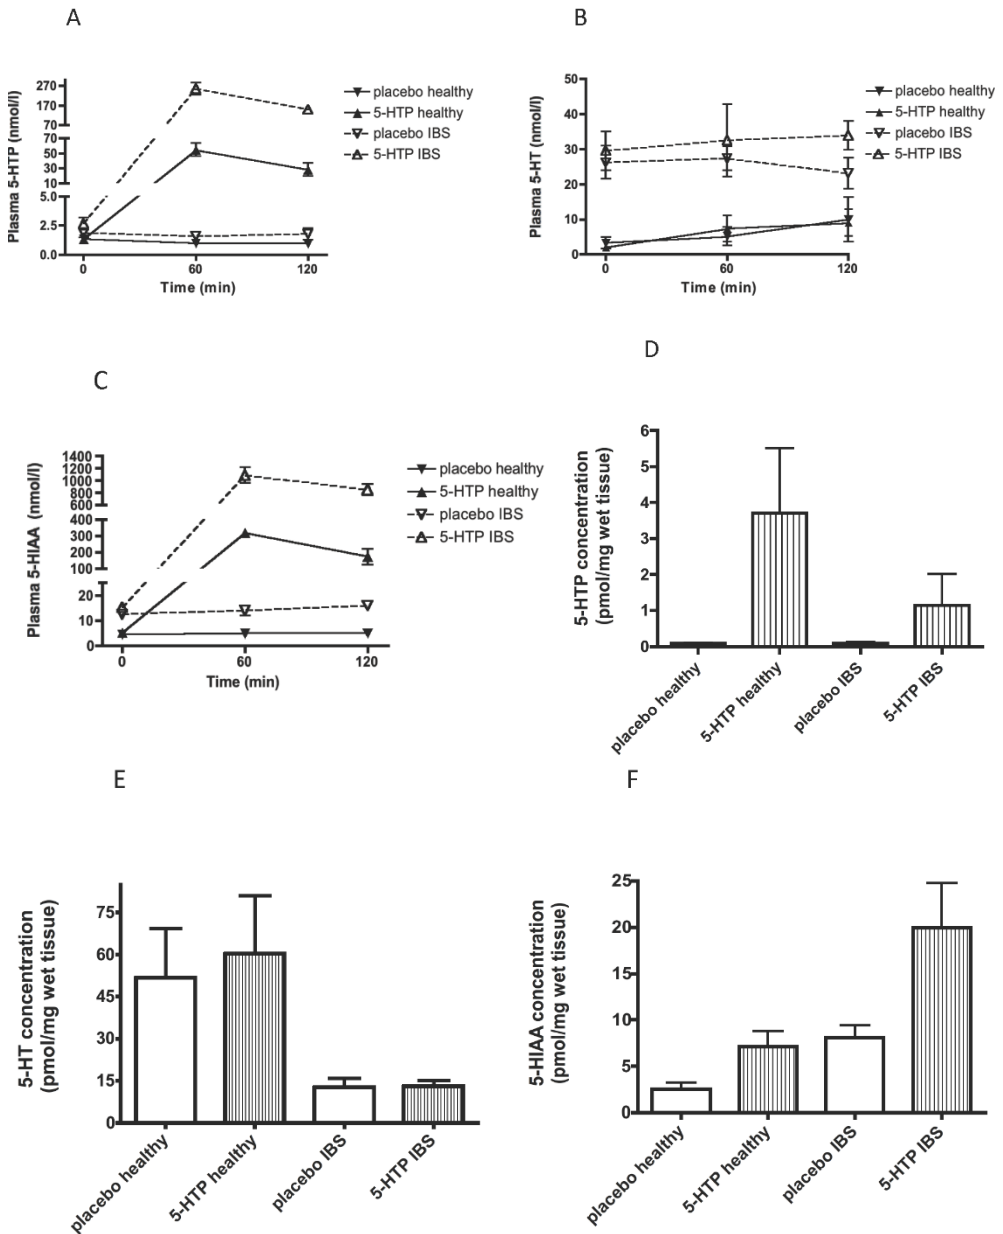 A
Plasma 5-HTP (nmol/l)
270
170
70
70
50
30
10
5.0
2.5
0.0
0
60
120
Time (min)
placebo healthy
5-HTP healthy
placebo IBS
5-HTP IBS
B
Plasma 5-HT (nmol/l)
50
40
30
20
10
0
0
60
120
Time (min)
placebo healthy
5-HTP healthy
placebo IBS
5-HTP IBS
C
Plasma 5-HIAA (nmol/l)
1400
1200
1000
800
600
400
300
200
100
20
10
0
0
60
120
Time (min)
placebo healthy
5-HTP healthy
placebo IBS
5-HTP IBS
D
5-HTP concentration
(pmol/mg wet tissue)
6
5
4
3
2
1
0
placebo healthy
5-HTP healthy
placebo IBS
5-HTP IBS
E
5-HT concentration
(pmol/mg wet tissue)
75
60
45
30
15
0
placebo healthy
5-HTP healthy
placebo IBS
5-HTP IBS
F
5-HIAA concentration
(pmol/mg wet tissue)
25
20
15
10
5
0
placebo healthy
5-HTP healthy
placebo IBS
5-HTP IBS